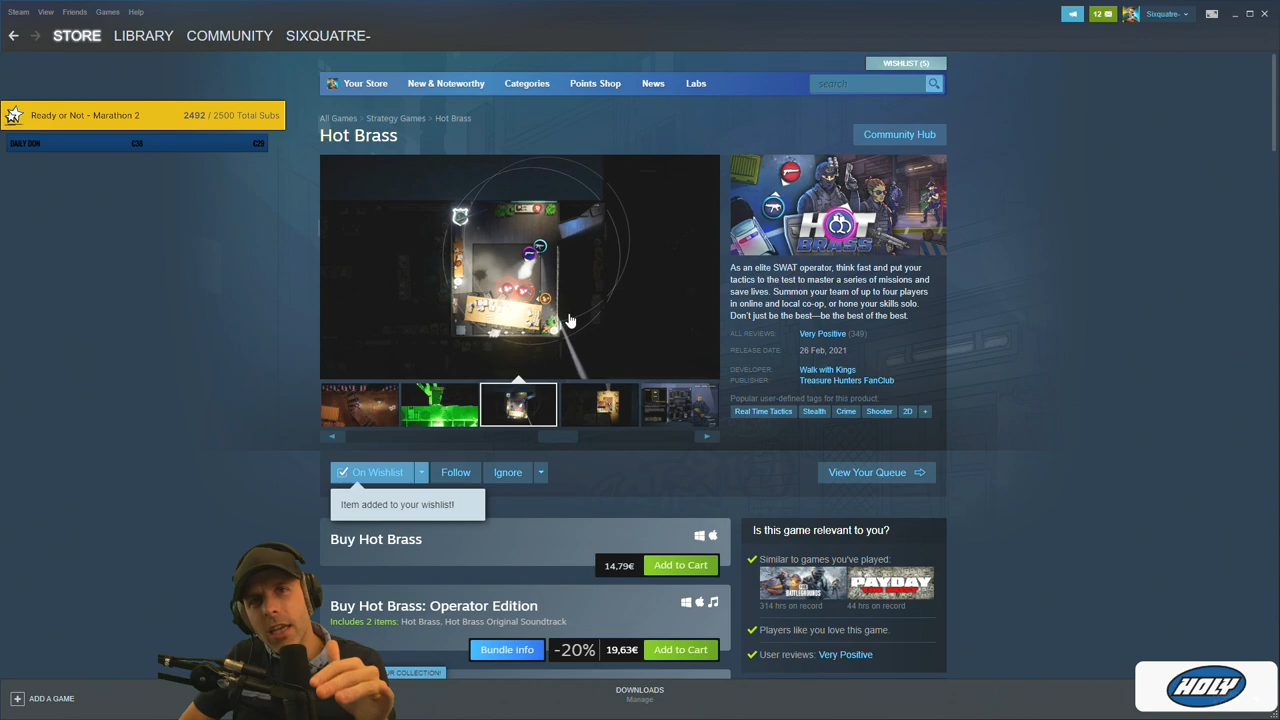 Steam View Friends Games Help
12
Sixquatre-
STORE LIBRARY COMMUNITY SIXQUATRE-
WISHLIST (5)
Your Store New & Noteworthy Categories Points Shop News Labs
search
Ready or Not - Marathon 2 2492 / 2500 Total Subs
DAILY DON
All Games > Strategy Games > Hot Brass
Hot Brass
Community Hub
HOT
BRASS
As an elite SWAT operator, think fast and put your
tactics to the test to master a series of missions and
save lives. Summon your team of up to four players
in online and local co-op, or hone your skills solo.
Don't just be the best—be the best of the best.
ALL REVIEWS: Very Positive (349)
RELEASE DATE: 26 Feb, 2021
DEVELOPER: Walk with Kings
PUBLISHER: Treasure Hunters FanClub
Popular user-defined tags for this product:
Real Time Tactics Stealth Crime Shooter 2D +
On Wishlist Follow Ignore
View Your Queue
Item added to your wishlist!
Buy Hot Brass
14,79€ Add to Cart
Buy Hot Brass: Operator Edition
Includes 2 items: Hot Brass, Hot Brass Original Soundtrack
Bundle info -20% 19,63€ Add to Cart
UR COLLECTION!
Is this game relevant to you?
Similar to games you've played:
BATTLEGROUNDS
PAYDAY
314 hrs on record 44 hrs on record
Players like you love this game.
User reviews: Very Positive
ADD A GAME
DOWNLOADS
Manage
HOLY